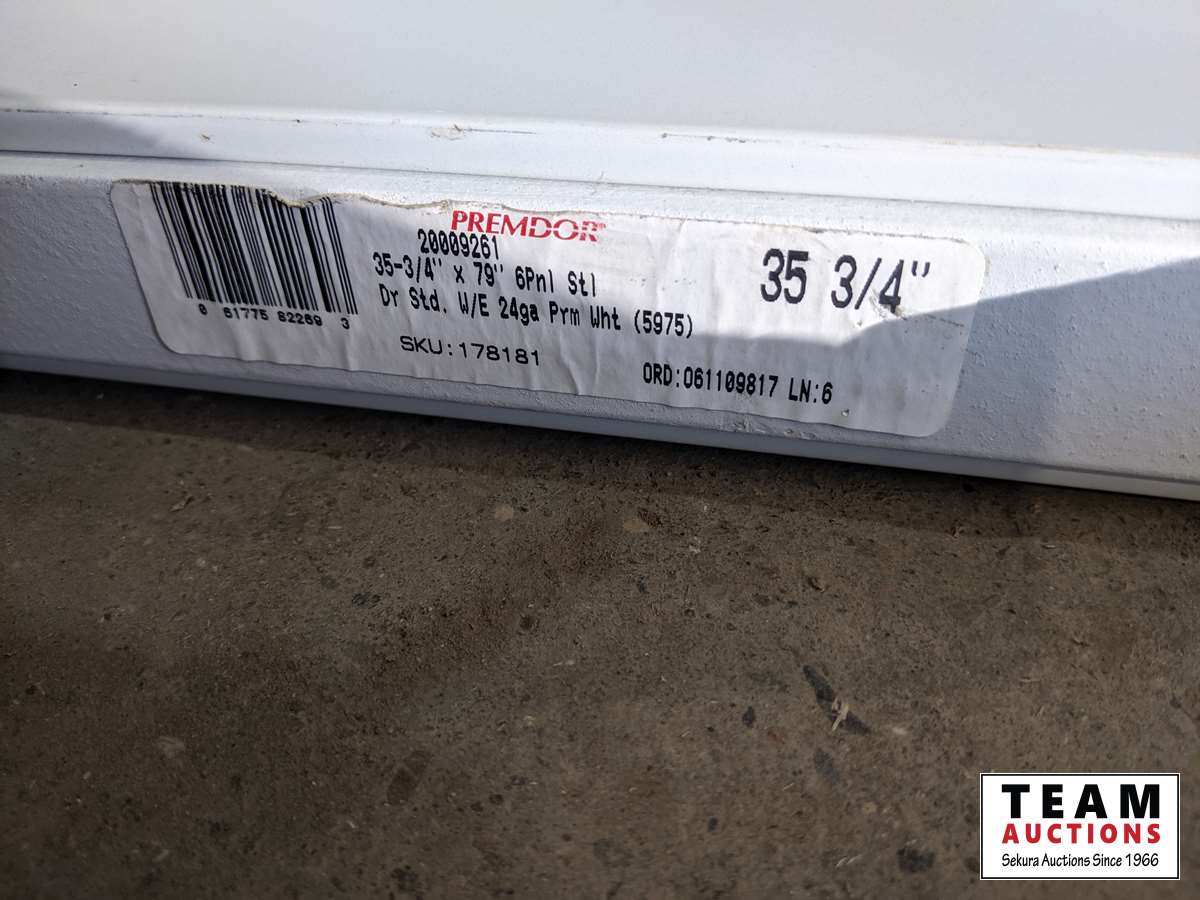 PREMDOR®
20009261
35-3/4" x 79" 6Pnl Stl
Dr Std. W/E 24ga Prm Wht (5975)
SKU:178181
0 61775 82269 3
35 3/4"
ORD:061109817 LN:6
TEAM
AUCTIONS
Sekura Auctions Since 1966